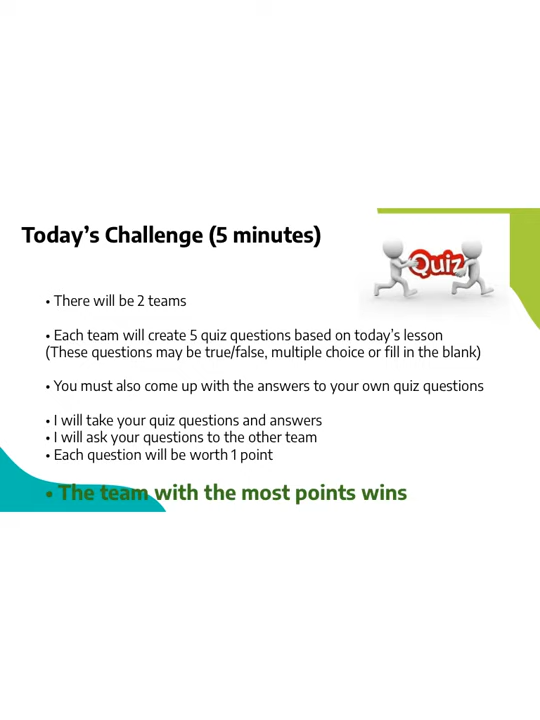 Today's Challenge (5 minutes)
Quiz
• There will be 2 teams
• Each team will create 5 quiz questions based on today's lesson
(These questions may be true/false, multiple choice or fill in the blank)
• You must also come up with the answers to your own quiz questions
• I will take your quiz questions and answers
• I will ask your questions to the other team
• Each question will be worth 1 point
• The team with the most points wins